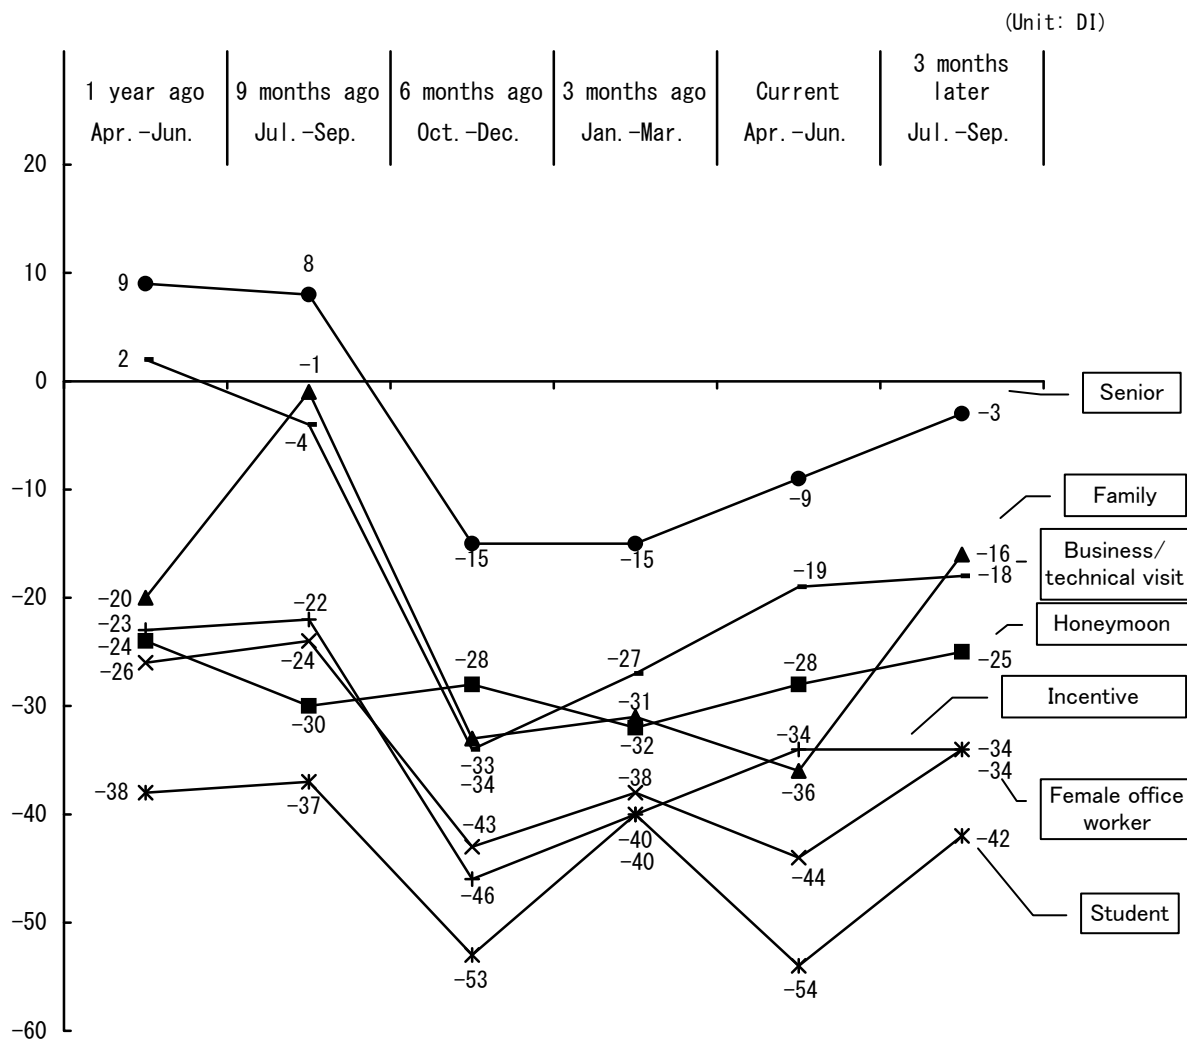 (Unit: DI)
1 year ago
Apr.-Jun.
9 months ago
Jul.-Sep.
6 months ago
Oct.-Dec.
3 months ago
Jan.-Mar.
Current
Apr.-Jun.
3 months
later
Jul.-Sep.
20
10
0
-10
-20
-30
-40
-50
-60
9
2
-20
-23
-24
-26
-38
8
-1
-4
-22
-24
-30
-37
-15
-28
-33
-34
-43
-46
-53
-15
-27
-31
-32
-38
-40
-40
-9
-19
-28
-34
-36
-44
-54
-3
-16
-18
-25
-34
-34
-42
Senior
Family
Business/
technical visit
Honeymoon
Incentive
Female office
worker
Student